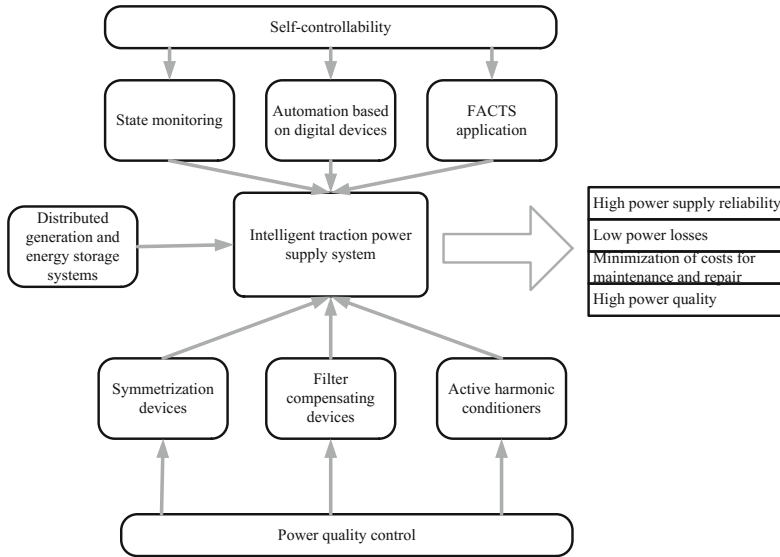 Self-controllability
State monitoring
Automation based
on digital devices
FACTS
application
Distributed
generation and
energy storage
systems
Intelligent traction power
supply system
High power supply reliability
Low power losses
Minimization of costs for
maintenance and repair
High power quality
Symmetrization
devices
Filter
compensating
devices
Active harmonic
conditioners
Power quality control